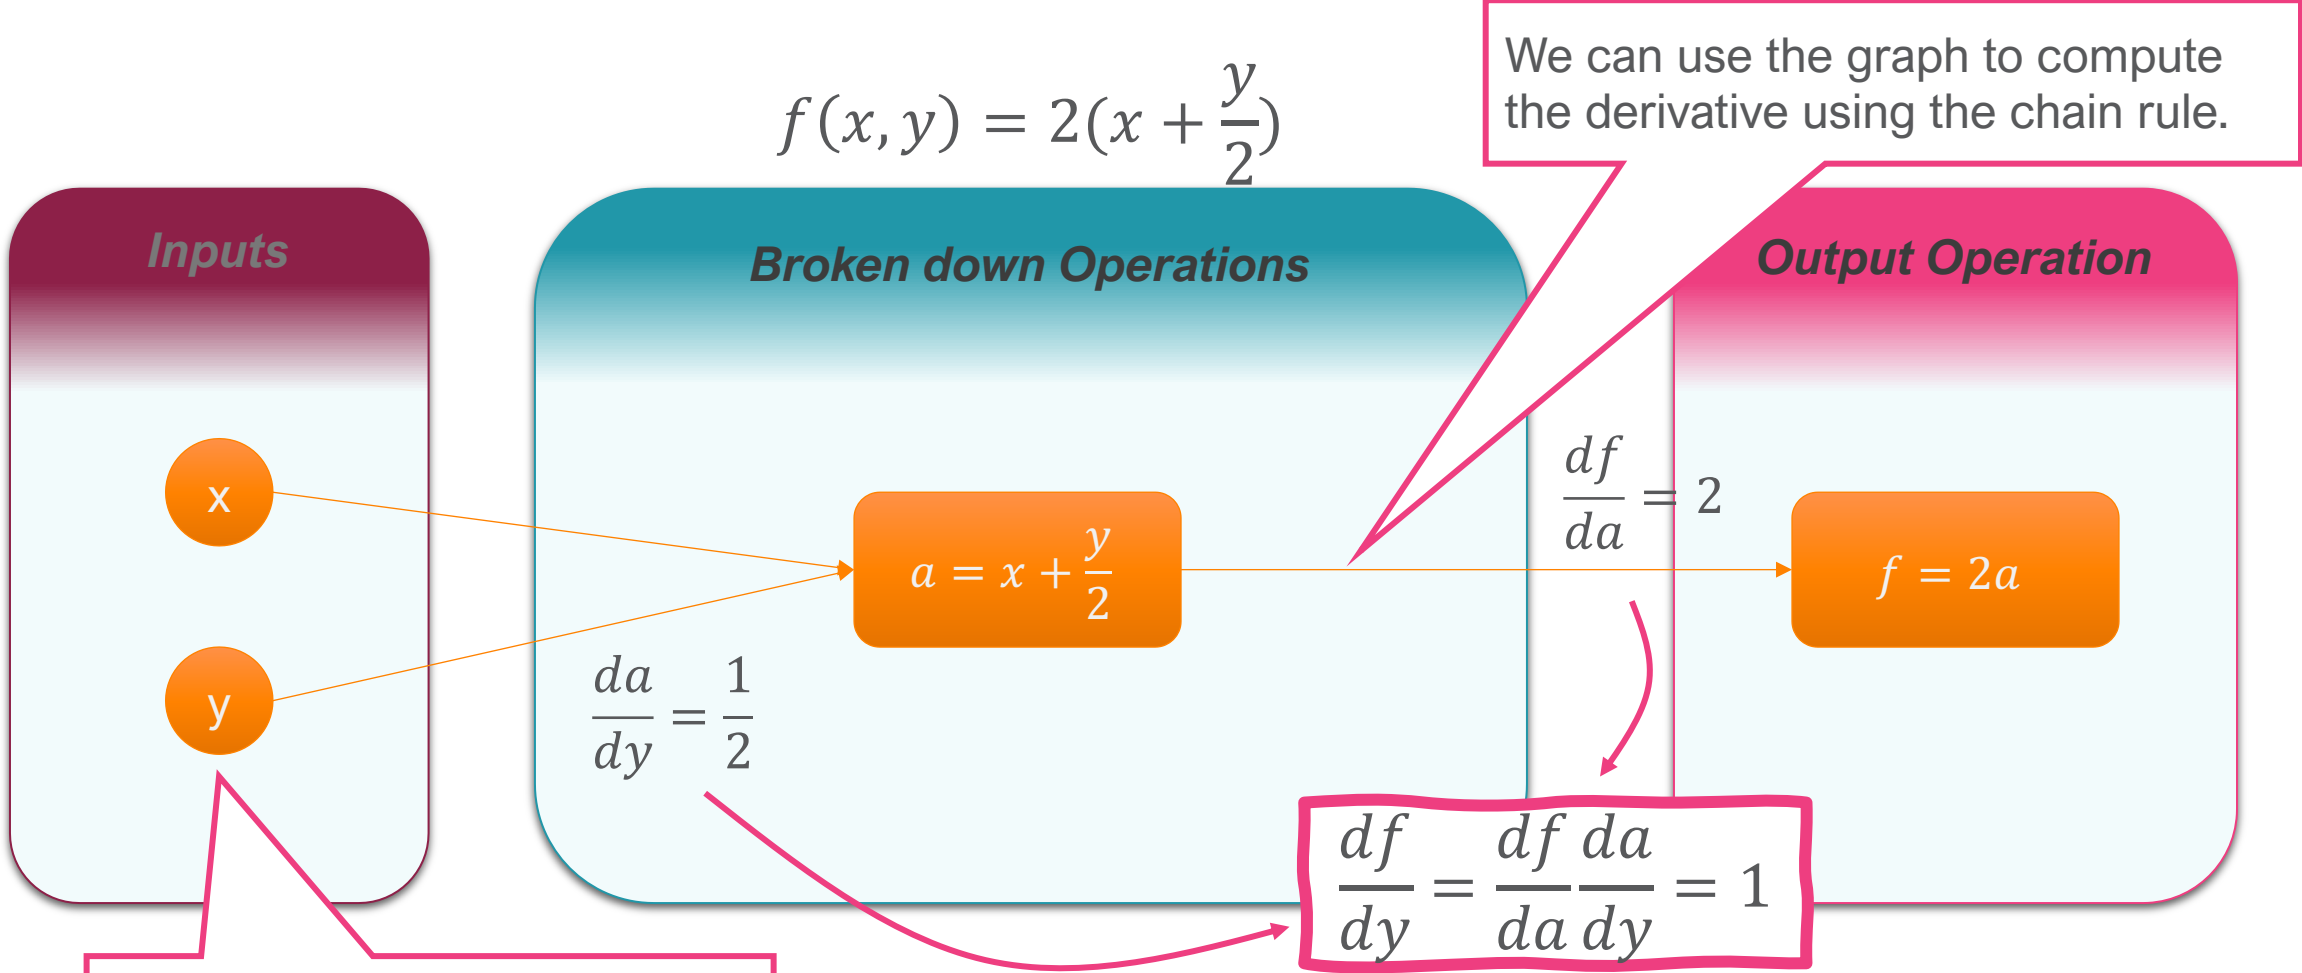 We can use the graph to compute
the derivative using the chain rule.
f(x, y) = 2(x + y/2)
Inputs
Broken down Operations
Output Operation
x
y
a = x + y/2
df/da = 2
f = 2a
da/dy = 1/2
df/dy = df/da da/dy = 1